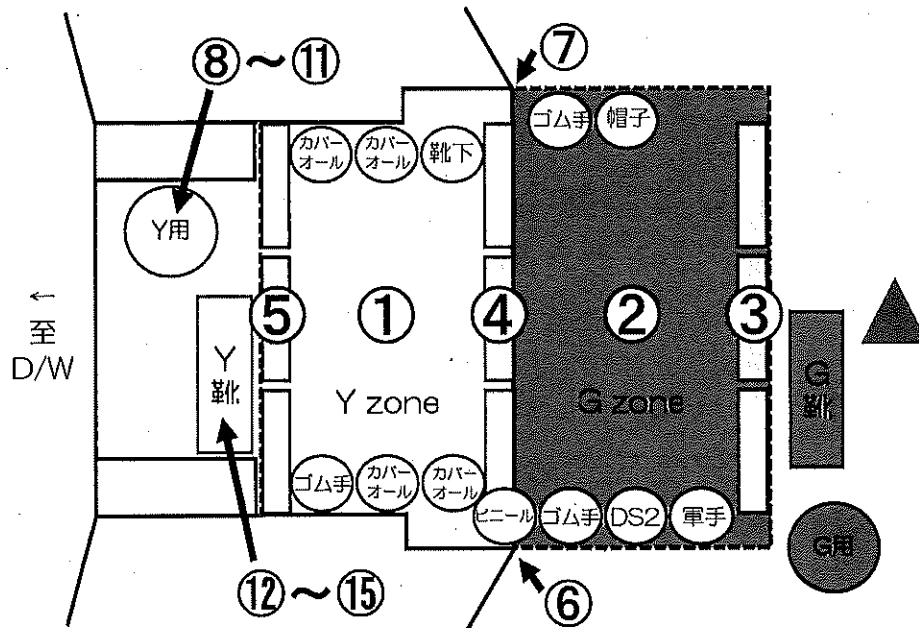 ⑧～⑪
⑦
ゴム手
帽子
カバー
オール
カバー
オール
靴下
Y用
←
至
D/W
Y
靴
⑤
①
④
②
③
Y zone
G zone
G
靴
ゴム手
カバー
オール
カバー
オール
ビニール
ゴム手
DS2
軍手
G用
⑫～⑮
⑥